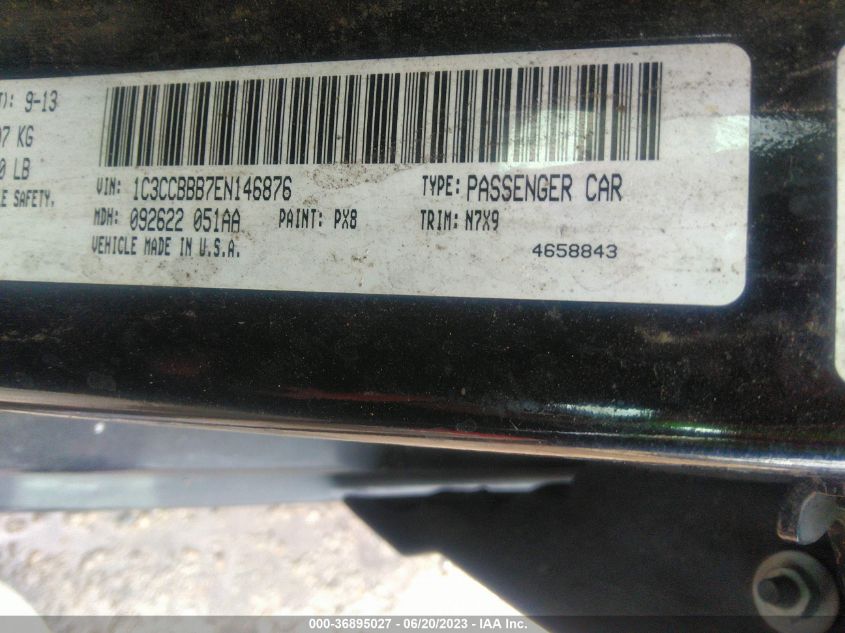 T): 9-13
KG
0 LB
SAFETY.
VIN: 1C3CCBBB7EN146876 TYPE: PASSENGER CAR
MDH: 092622 051AA PAINT: PX8 TRIM: N7X9
VEHICLE MADE IN U.S.A. 4658843
000-36895027 - 06/20/2023 - IAA Inc.